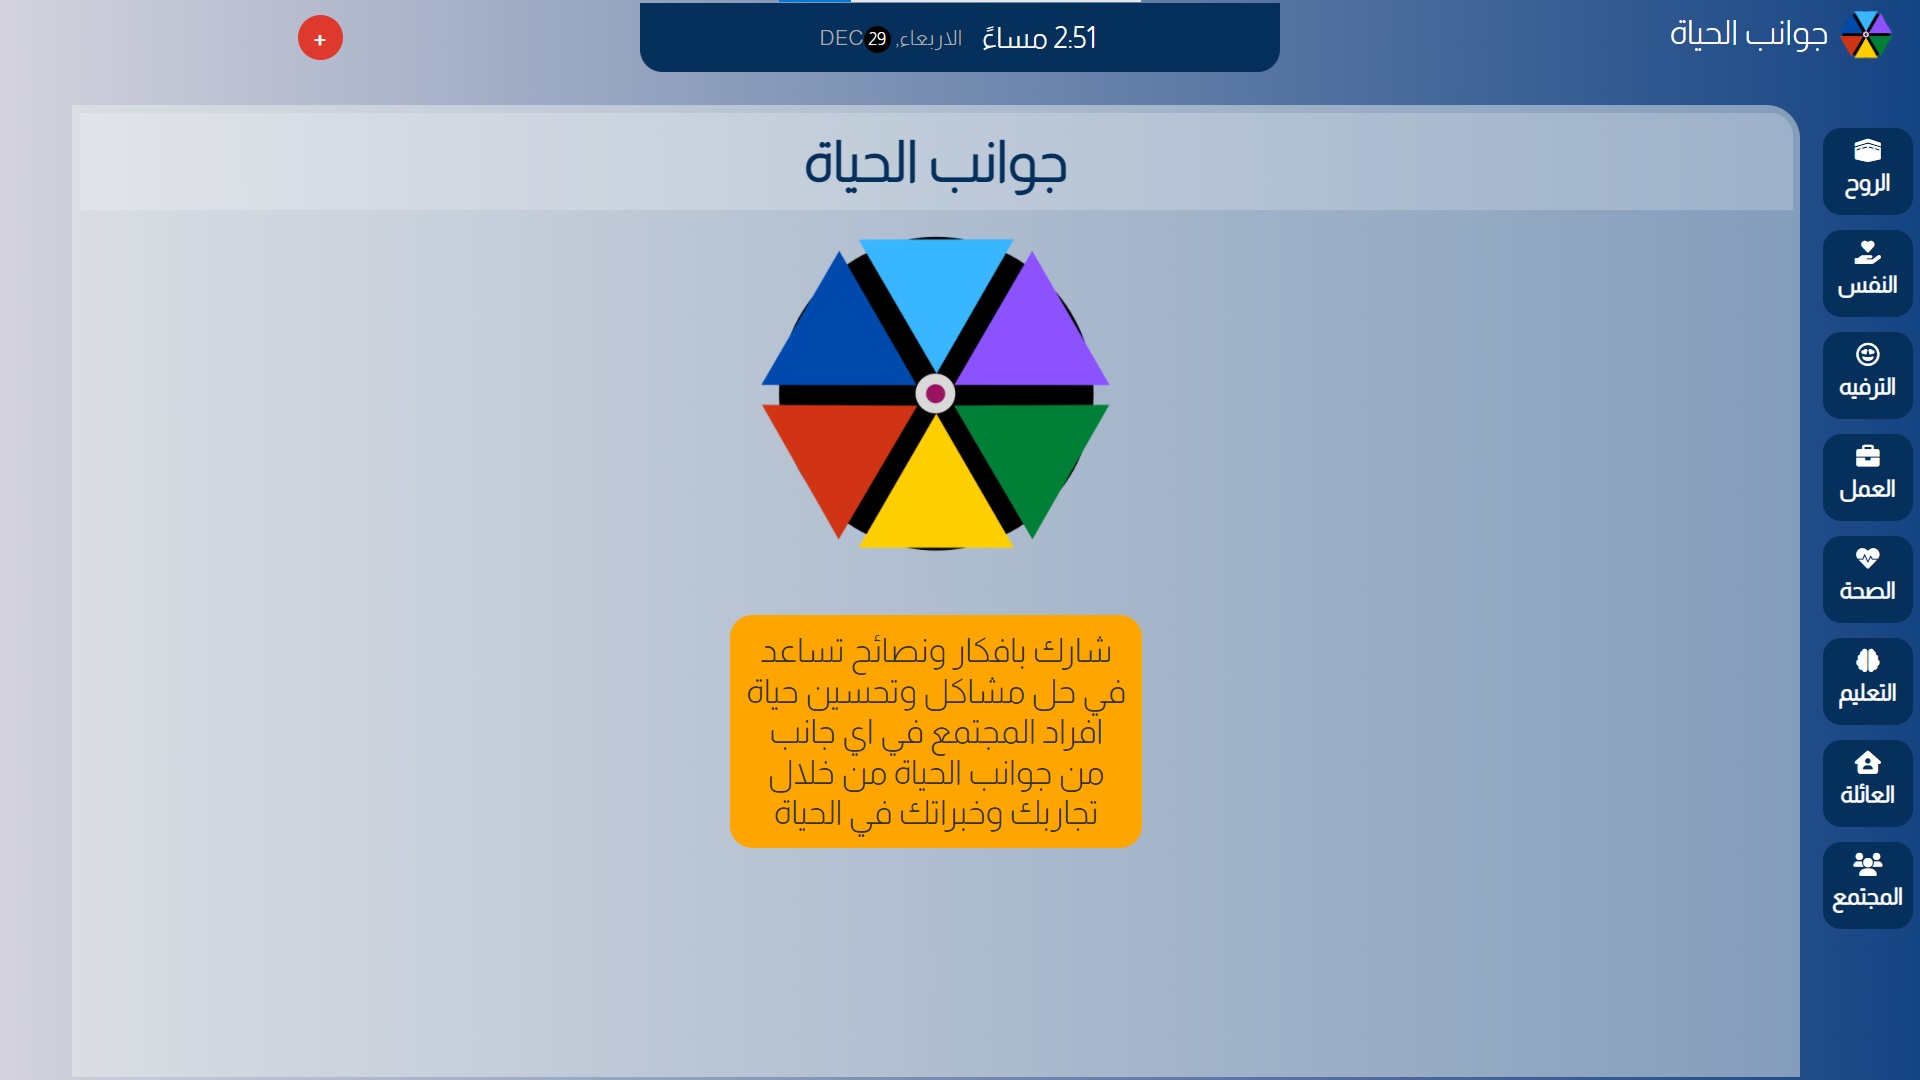 جوانب الحياة
2:51 مساءً الاربعاء, 29 DEC
+
جوانب الحياة
شارك بافكار ونصائح تساعد
في حل مشاكل وتحسين حياة
افراد المجتمع في اي جانب
من جوانب الحياة من خلال
تجاربك وخبراتك في الحياة
الروح
النفس
الترفيه
العمل
الصحة
التعليم
العائلة
المجتمع